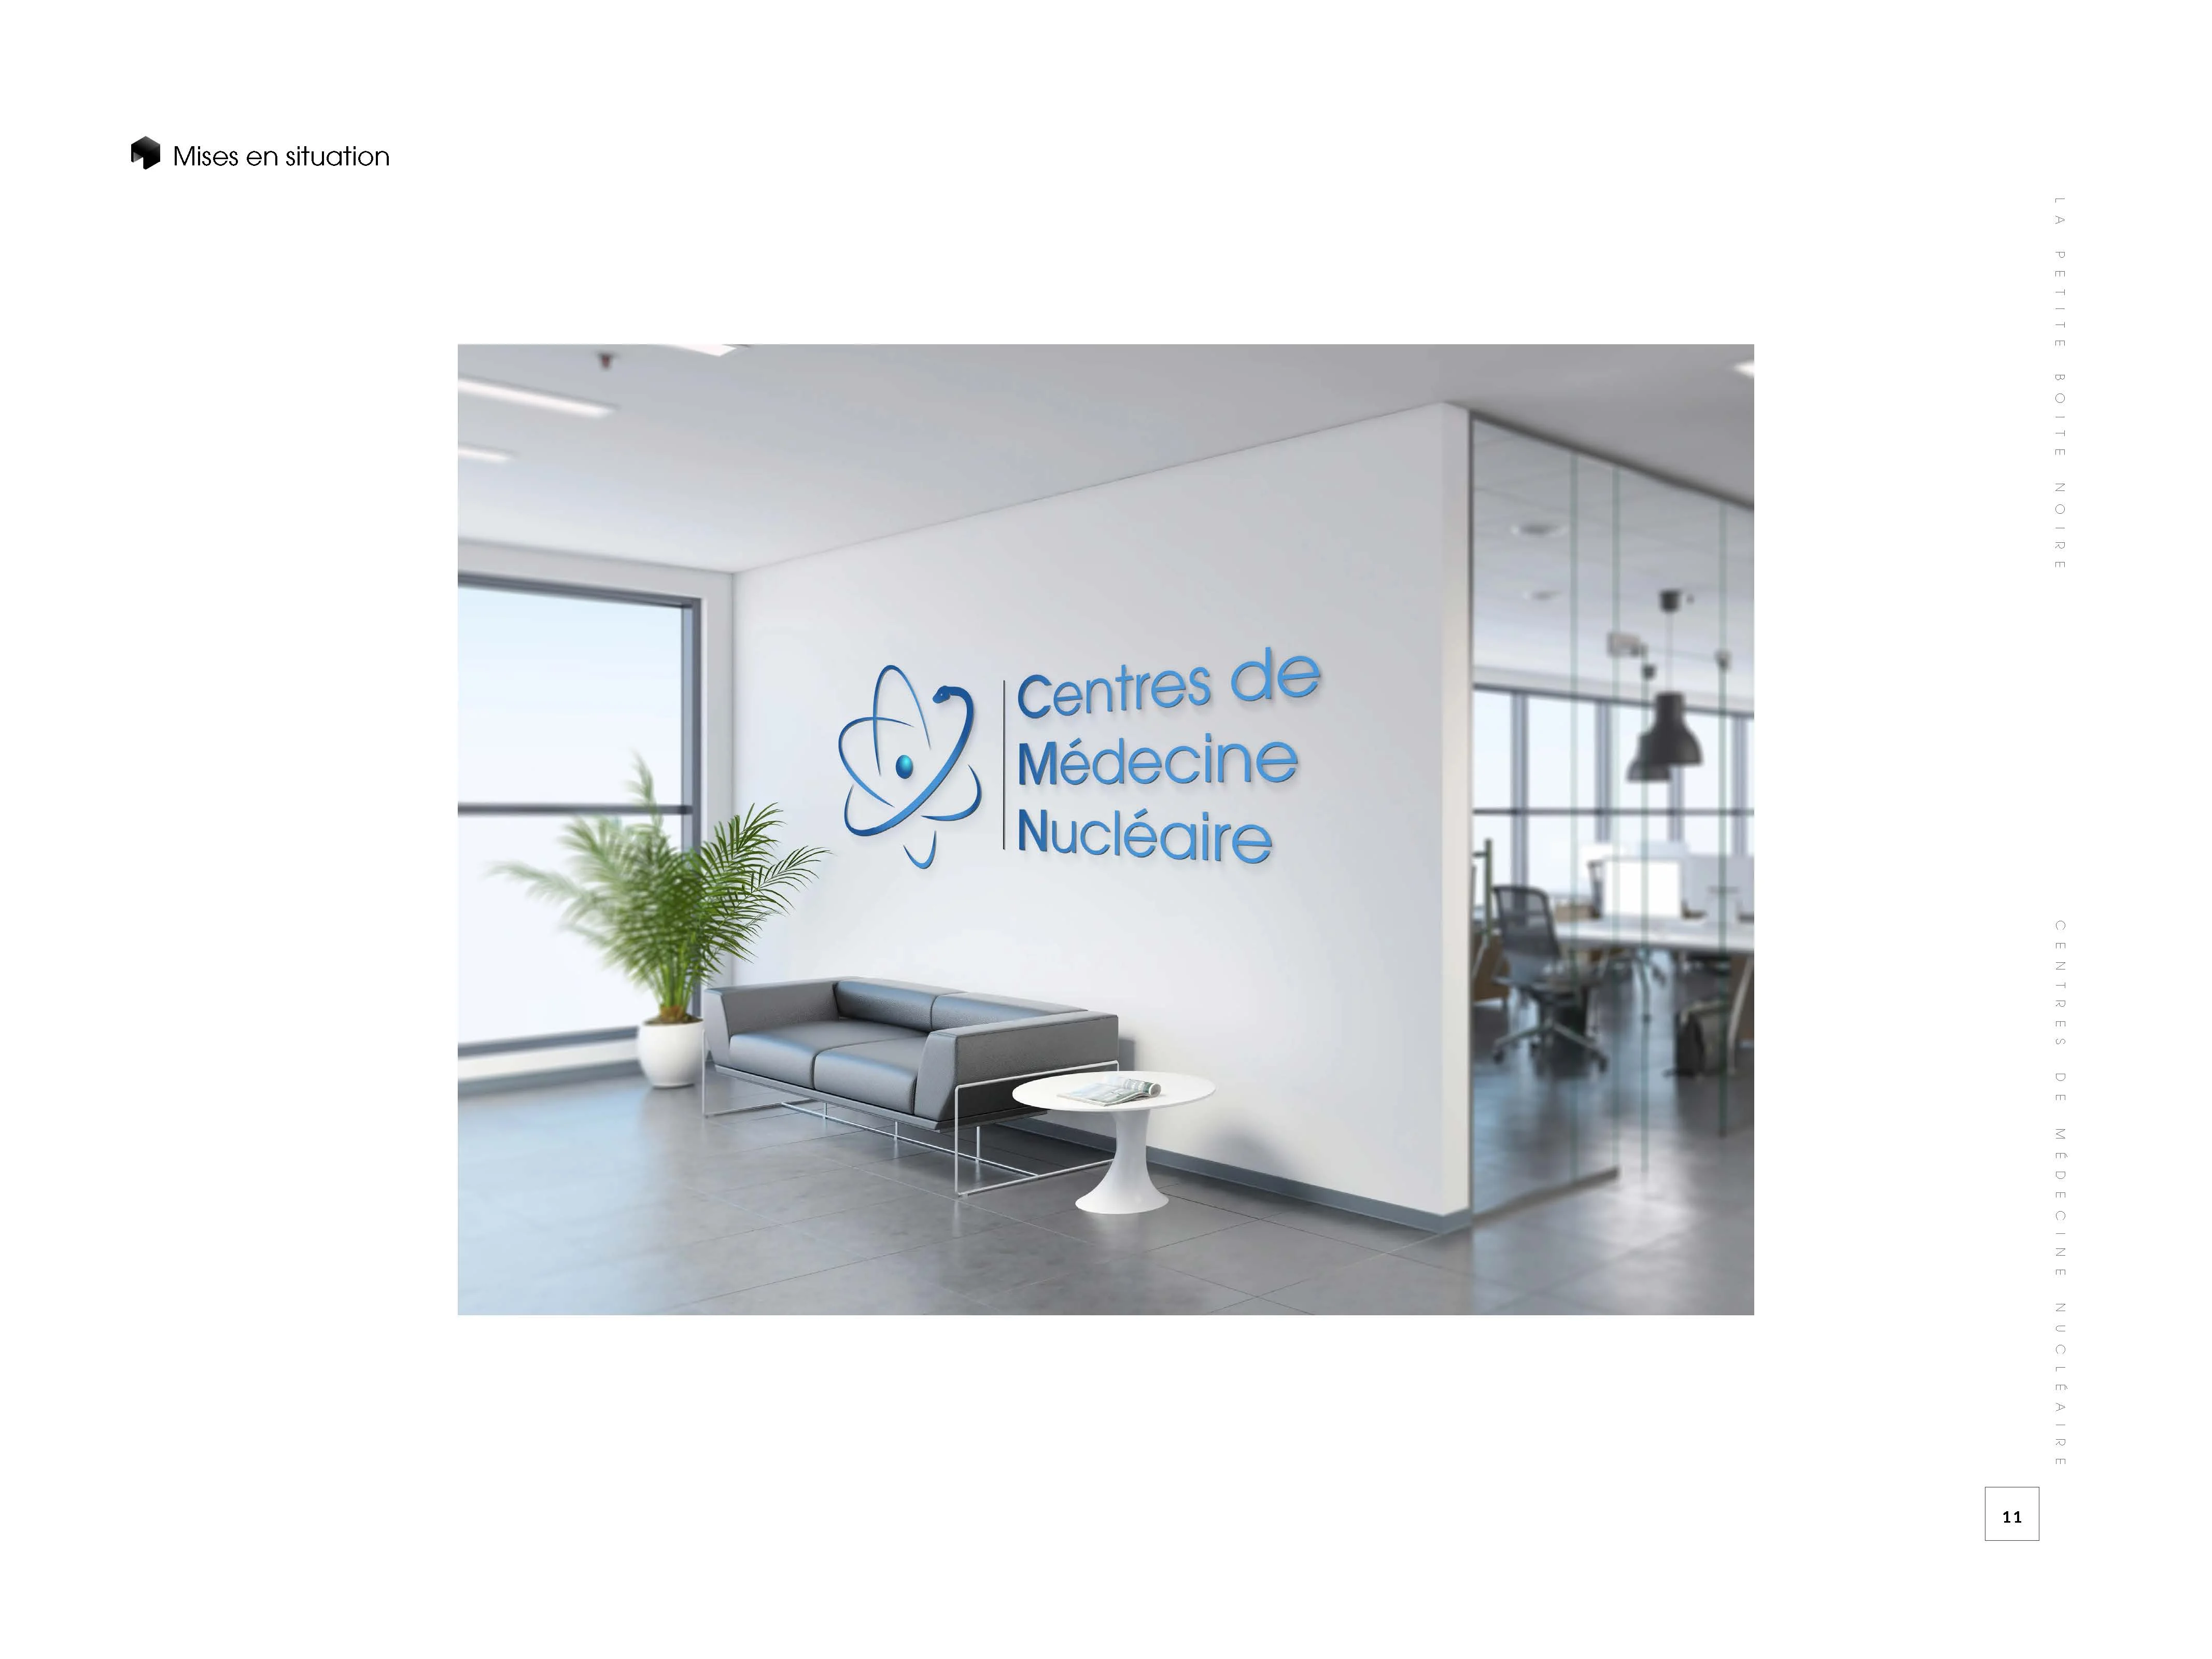 Mises en situation
LA PETITE BOITE NOIRE
Centres de
Médecine
Nucléaire
CENTRES DE MÉDECINE NUCLÉAIRE
11